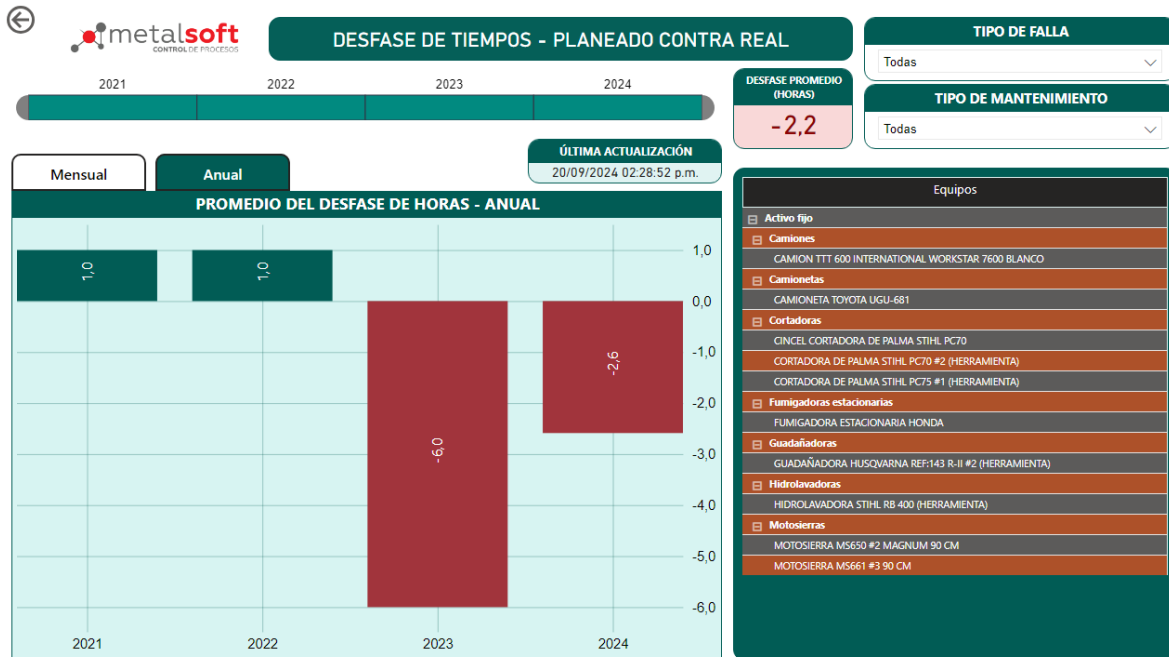 metalsoft
CONTROL DE PROCESOS
DESFASE DE TIEMPOS - PLANEADO CONTRA REAL
TIPO DE FALLA
Todas
2021 2022 2023 2024
DESFASE PROMEDIO
(HORAS)
-2,2
TIPO DE MANTENIMIENTO
Todas
ÚLTIMA ACTUALIZACIÓN
20/09/2024 02:28:52 p.m.
Mensual
Anual
PROMEDIO DEL DESFASE DE HORAS - ANUAL
1,0
1,0
-6,0
-2,6
1,0
0,0
-1,0
-2,0
-3,0
-4,0
-5,0
-6,0
2021 2022 2023 2024
Equipos
Activo fijo
Camiones
CAMION TTT 600 INTERNATIONAL WORKSTAR 7600 BLANCO
Camionetas
CAMIONETA TOYOTA UGU-681
Cortadoras
CINCEL CORTADORA DE PALMA STIHL PC70
CORTADORA DE PALMA STIHL PC70 #2 (HERRAMIENTA)
CORTADORA DE PALMA STIHL PC75 #1 (HERRAMIENTA)
Fumigadoras estacionarias
FUMIGADORA ESTACIONARIA HONDA
Guadañadoras
GUADAÑADORA HUSQVARNA REF:143 R-II #2 (HERRAMIENTA)
Hidrolavadoras
HIDROLAVADORA STIHL RB 400 (HERRAMIENTA)
Motosierras
MOTOSIERRA MS650 #2 MAGNUM 90 CM
MOTOSIERRA MS661 #3 90 CM